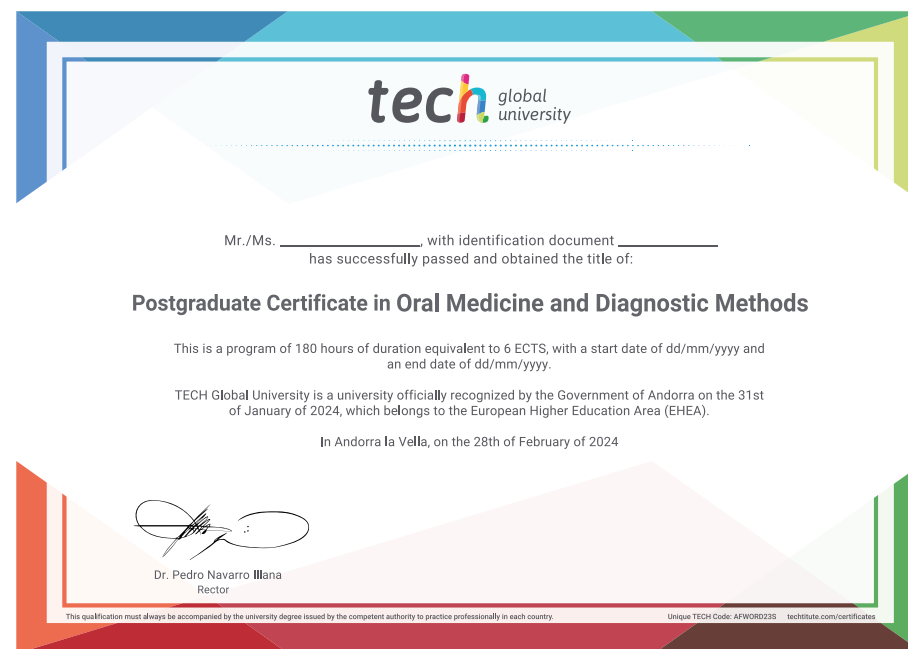 tech global university
Mr./Ms. ____________, with identification document ____________
has successfully passed and obtained the title of:
Postgraduate Certificate in Oral Medicine and Diagnostic Methods
This is a program of 180 hours of duration equivalent to 6 ECTS, with a start date of dd/mm/yyyy and
an end date of dd/mm/yyyy.
TECH Global University is a university officially recognized by the Government of Andorra on the 31st
of January of 2024, which belongs to the European Higher Education Area (EHEA).
In Andorra la Vella, on the 28th of February of 2024
Dr. Pedro Navarro Illana
Rector
This qualification must always be accompanied by the university degree issued by the competent authority to practice professionally in each country. Unique TECH Code: AFWORD23S techtitute.com/certificates